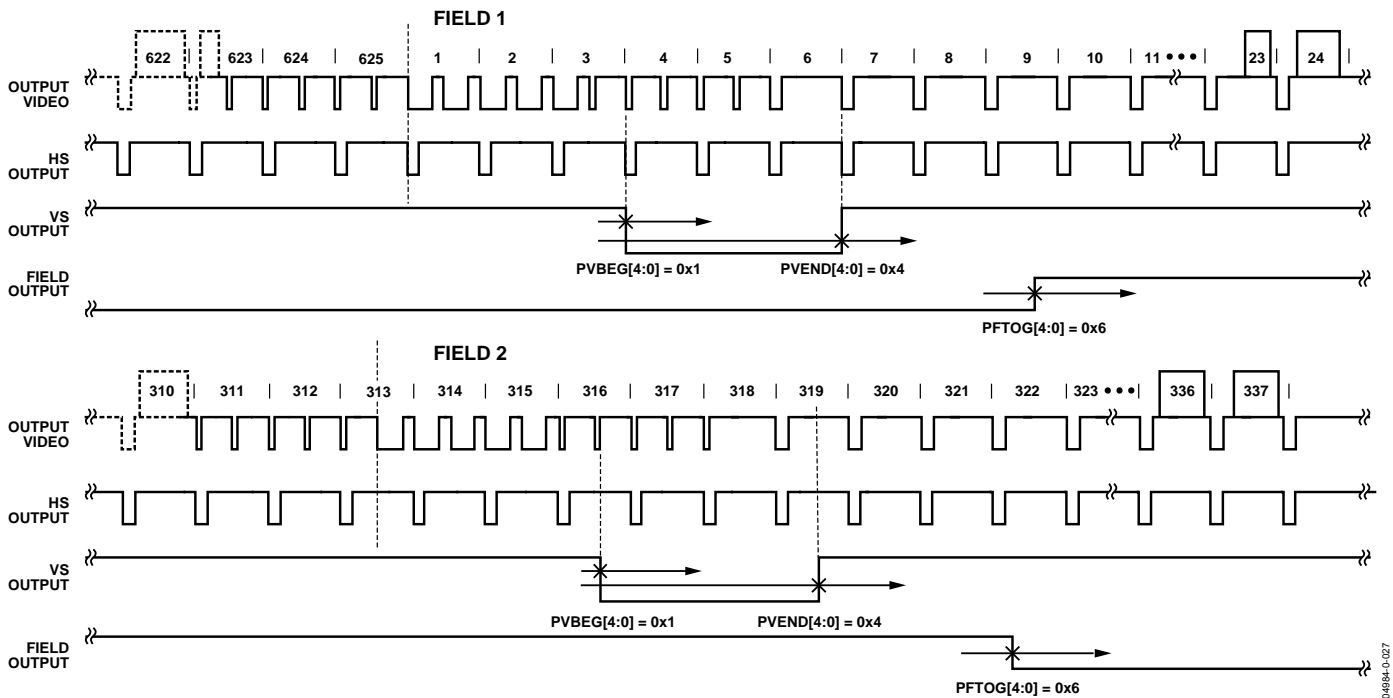 FIELD 1
622 | 623 | 624 | 625 | 1 | 2 | 3 | 4 | 5 | 6 | 7 | 8 | 9 | 10 | 11 ••• | 23 | 24 |
OUTPUT
VIDEO
HS
OUTPUT
VS
OUTPUT
PVBEG[4:0] = 0x1
PVEND[4:0] = 0x4
FIELD
OUTPUT
PFTOG[4:0] = 0x6
FIELD 2
310 | 311 | 312 | 313 | 314 | 315 | 316 | 317 | 318 | 319 | 320 | 321 | 322 | 323 ••• | 336 | 337 |
OUTPUT
VIDEO
HS
OUTPUT
VS
OUTPUT
PVBEG[4:0] = 0x1
PVEND[4:0] = 0x4
FIELD
OUTPUT
PFTOG[4:0] = 0x6
04984-0-027